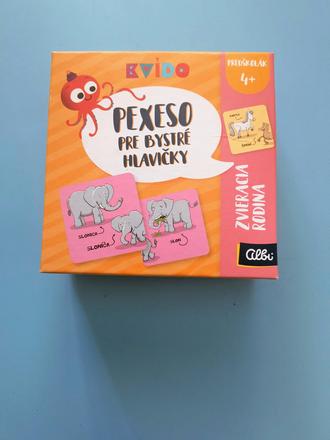 KVÍDO
PREDŠKOLÁK
4+
PEXESO
PRE BYSTRÉ
HLAVIČKY
ZVIERACIA
RODINA
SLONICA
SLONÍČA
SLON
Albi